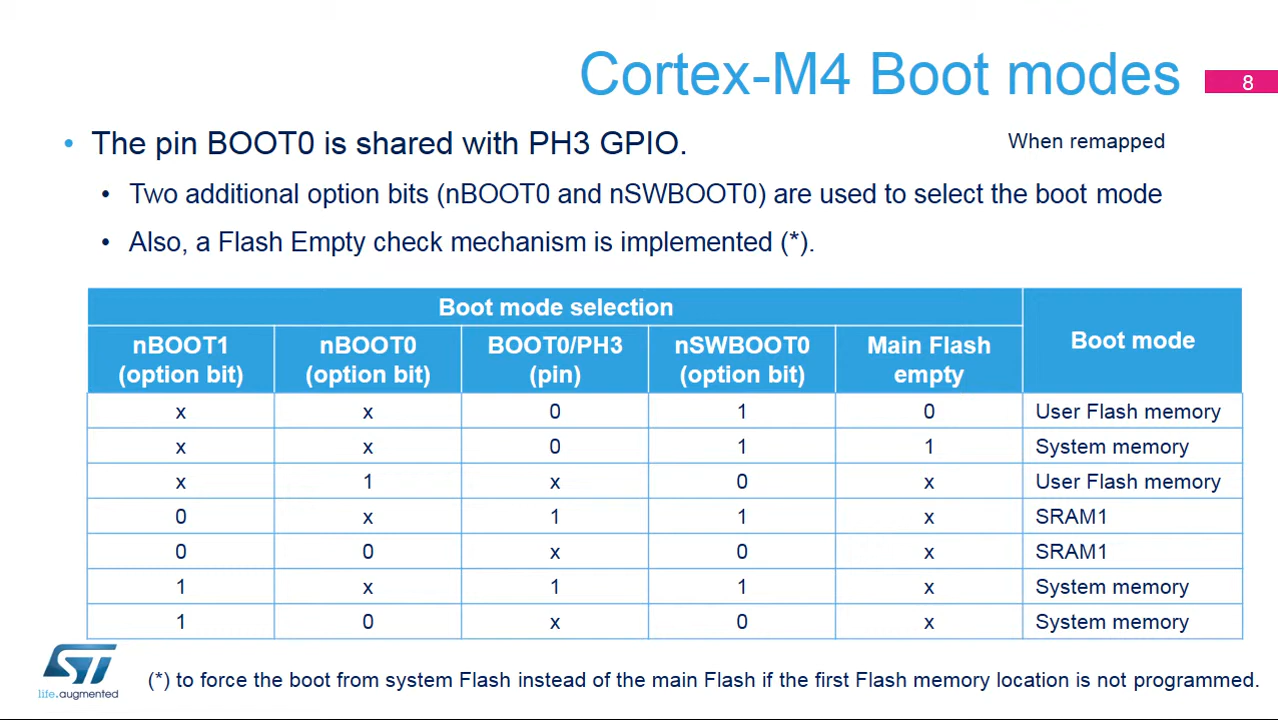 Cortex-M4 Boot modes
8
• The pin BOOT0 is shared with PH3 GPIO.
When remapped
• Two additional option bits (nBOOT0 and nSWBOOT0) are used to select the boot mode
• Also, a Flash Empty check mechanism is implemented (*).
Boot mode selection
Boot mode
nBOOT1 (option bit) nBOOT0 (option bit) BOOT0/PH3 (pin) nSWBOOT0 (option bit) Main Flash empty
x x 0 1 0 User Flash memory
x x 0 1 1 System memory
x 1 x 0 x User Flash memory
0 x 1 1 x SRAM1
0 0 x 0 x SRAM1
1 x 1 1 x System memory
1 0 x 0 x System memory
ST
life.augmented
(*) to force the boot from system Flash instead of the main Flash if the first Flash memory location is not programmed.